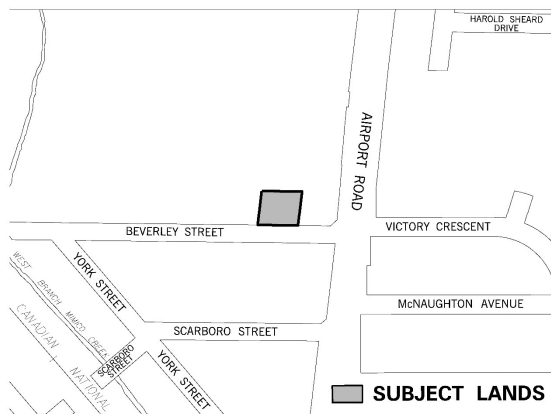 HAROLD SHEARD
DRIVE
AIRPORT ROAD
BEVERLEY STREET
VICTORY CRESCENT
YORK STREET
WEST BRANCH MIMICO CREEK
McNAUGHTON AVENUE
SCARBORO STREET
CANADIAN NATIONAL
SCARBORO
STREET
YORK STREET
SUBJECT LANDS